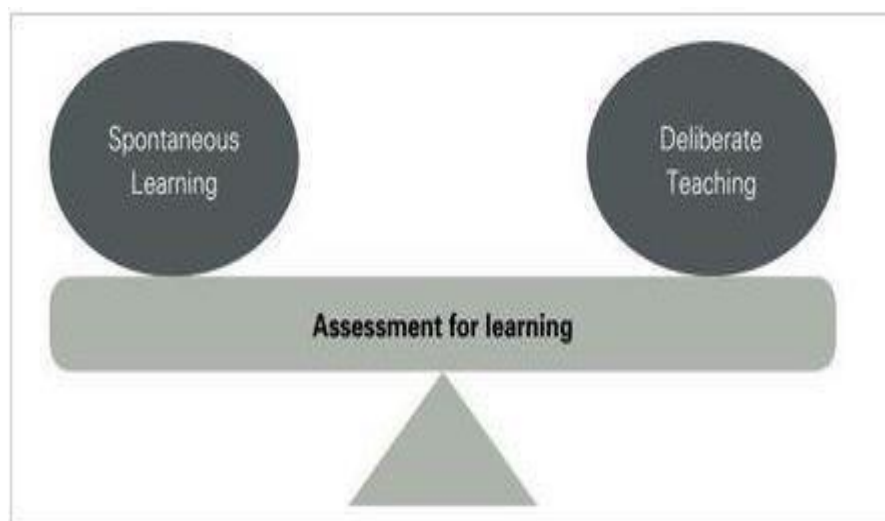 Spontaneous
Learning
Deliberate
Teaching
Assessment for learning